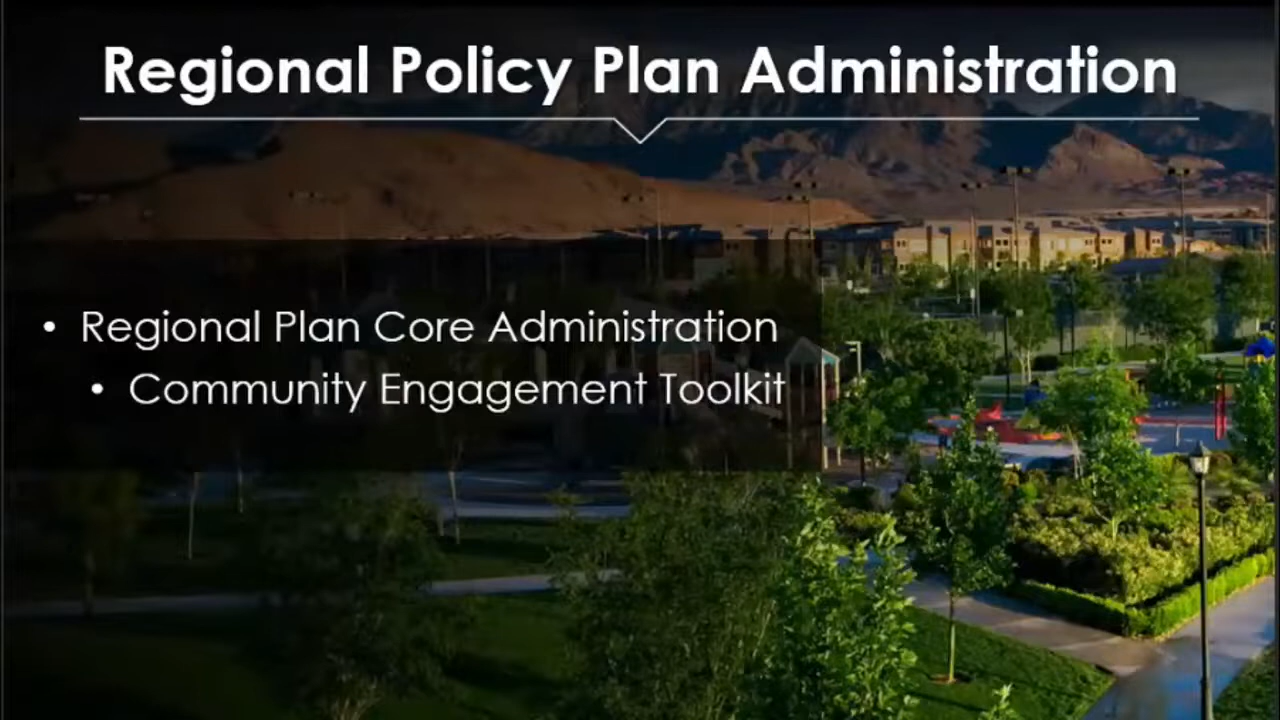 Regional Policy Plan Administration
• Regional Plan Core Administration
• Community Engagement Toolkit